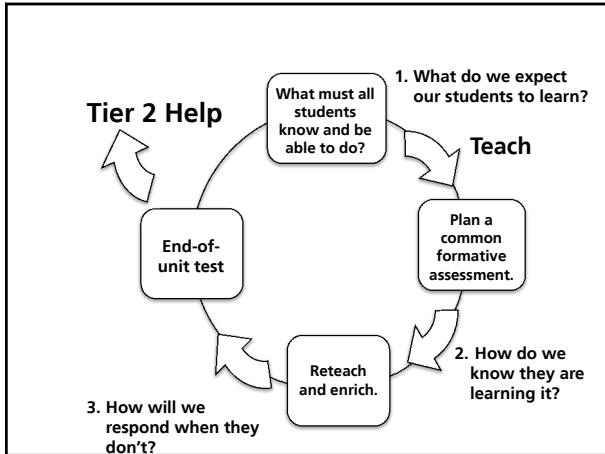 1. What do we expect
our students to learn?
What must all
students
know and be
able to do?
Tier 2 Help
Teach
Plan a
common
formative
assessment.
End-of-
unit test
2. How do we
know they are
learning it?
Reteach
and enrich.
3. How will we
respond when they
don't?